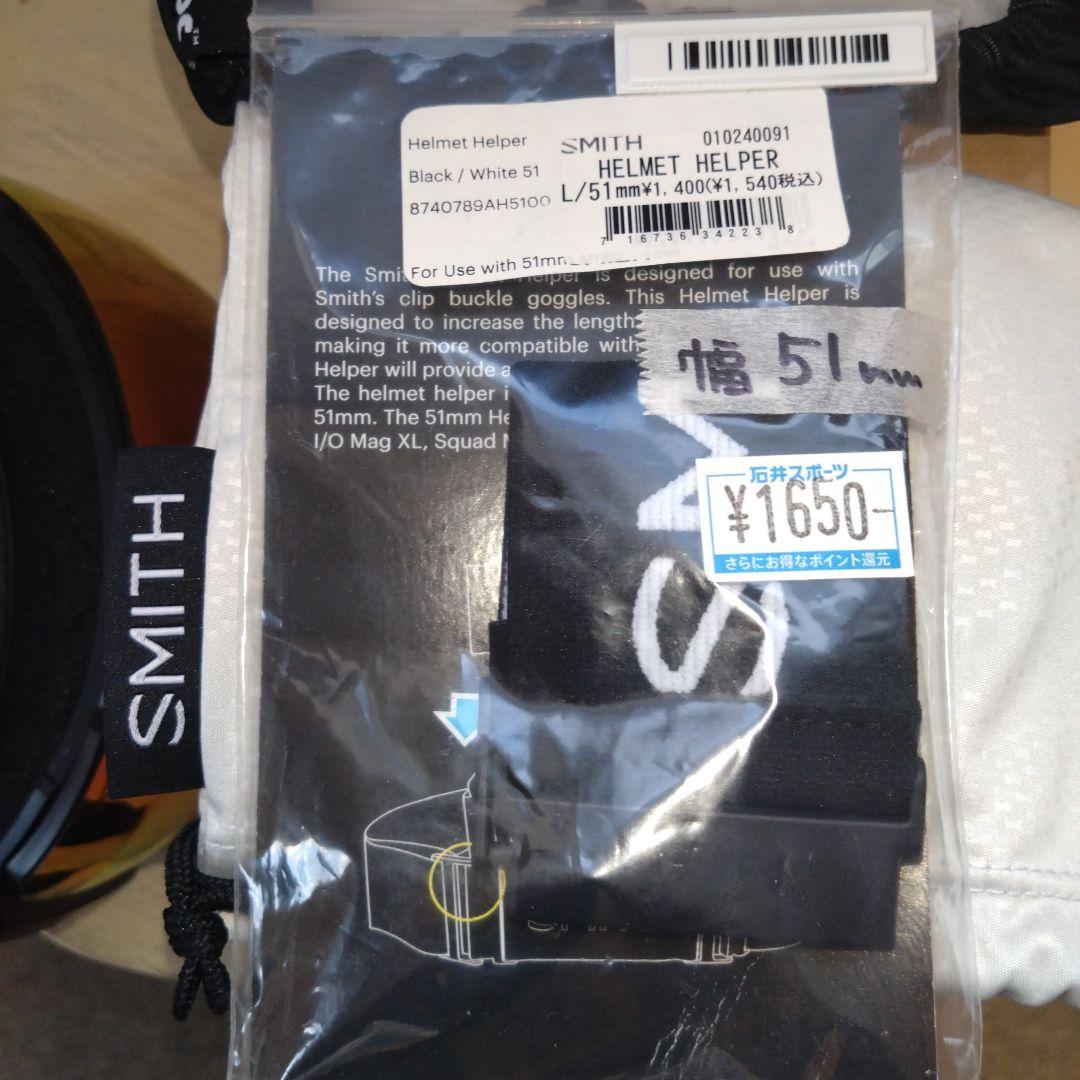 Helmet Helper
Black / White 51
8740789AH5100
For Use with 51mm
SMITH 010240091
HELMET HELPER
L/51mm¥1,400(¥1,540税込)
7 16736 34223 8
The Smith Helper is designed for use with
Smith's clip buckle goggles. This Helmet Helper is
designed to increase the length
making it more compatible with
Helper will provide a
The helmet helper i
51mm. The 51mm He
I/O Mag XL, Squad M
幅 51mm
石井スポーツ
¥1650-
さらにお得なポイント還元
SM
SMITH